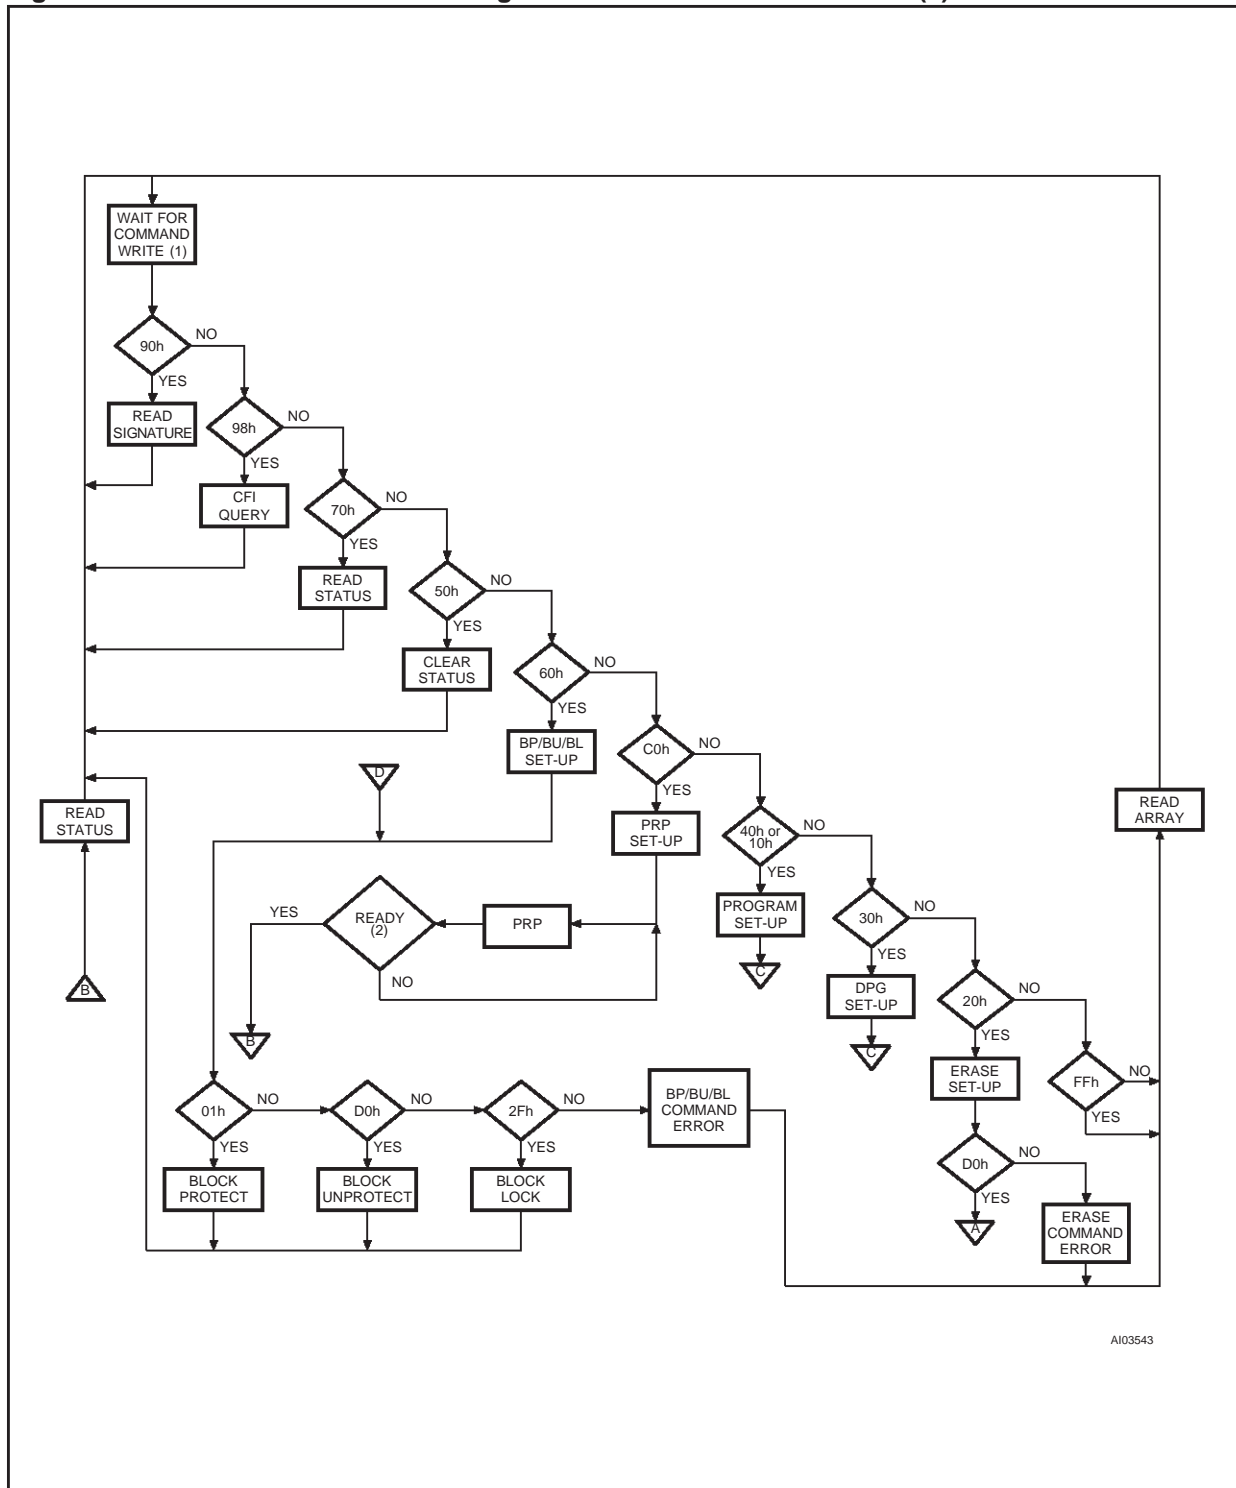 WAIT FOR
COMMAND
WRITE (1)
90h
NO
YES
READ
SIGNATURE
98h
NO
YES
CFI
QUERY
70h
NO
YES
READ
STATUS
50h
NO
YES
CLEAR
STATUS
60h
NO
YES
BP/BU/BL
SET-UP
D
C0h
NO
YES
PRP
SET-UP
READ
STATUS
READ
ARRAY
40h or
10h
NO
YES
PROGRAM
SET-UP
C
YES
READY
(2)
NO
PRP
B
B
30h
NO
YES
DPG
SET-UP
C
20h
NO
YES
ERASE
SET-UP
FFh
NO
YES
01h
NO
YES
BLOCK
PROTECT
D0h
NO
YES
BLOCK
UNPROTECT
2Fh
NO
YES
BLOCK
LOCK
BP/BU/BL
COMMAND
ERROR
D0h
NO
YES
A
ERASE
COMMAND
ERROR
AI03543